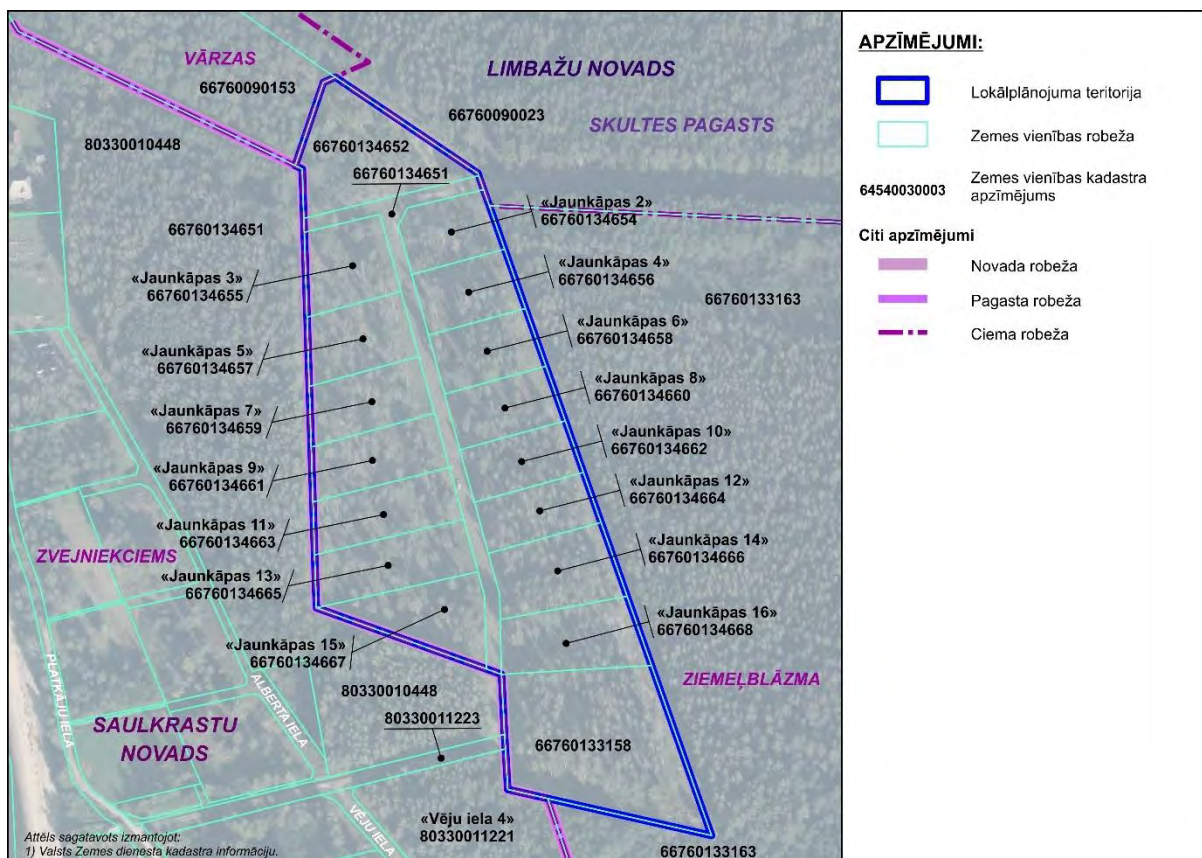 VĀRZAS
66760090153
LIMBAŽU NOVADS
66760090023
SKULTES PAGASTS
80330010448
66760134652
66760134651
«Jaunkāpas 2»
66760134654
66760134651
«Jaunkāpas 3»
66760134655
«Jaunkāpas 4»
66760134656
66760133163
«Jaunkāpas 5»
66760134657
«Jaunkāpas 6»
66760134658
«Jaunkāpas 7»
66760134659
«Jaunkāpas 8»
66760134660
«Jaunkāpas 9»
66760134661
«Jaunkāpas 10»
66760134662
«Jaunkāpas 11»
66760134663
«Jaunkāpas 12»
66760134664
ZVEJNIEKCIEMS
«Jaunkāpas 13»
66760134665
«Jaunkāpas 14»
66760134666
«Jaunkāpas 15»
66760134667
«Jaunkāpas 16»
66760134668
ZIEMEĻBLĀZMA
PLATKĀJU IELA
ALBERTA IELA
80330010448
80330011223
SAULKRASTU
NOVADS
66760133158
VĒJU IELA
«Vēju iela 4»
80330011221
66760133163
Attēls sagatavots izmantojot:
1) Valsts Zemes dienesta kadastra informāciju.
APZĪMĒJUMI:
Lokālplānojuma teritorija
Zemes vienības robeža
64540030003
Zemes vienības kadastra
apzīmējums
Citi apzīmējumi
Novada robeža
Pagasta robeža
Ciema robeža